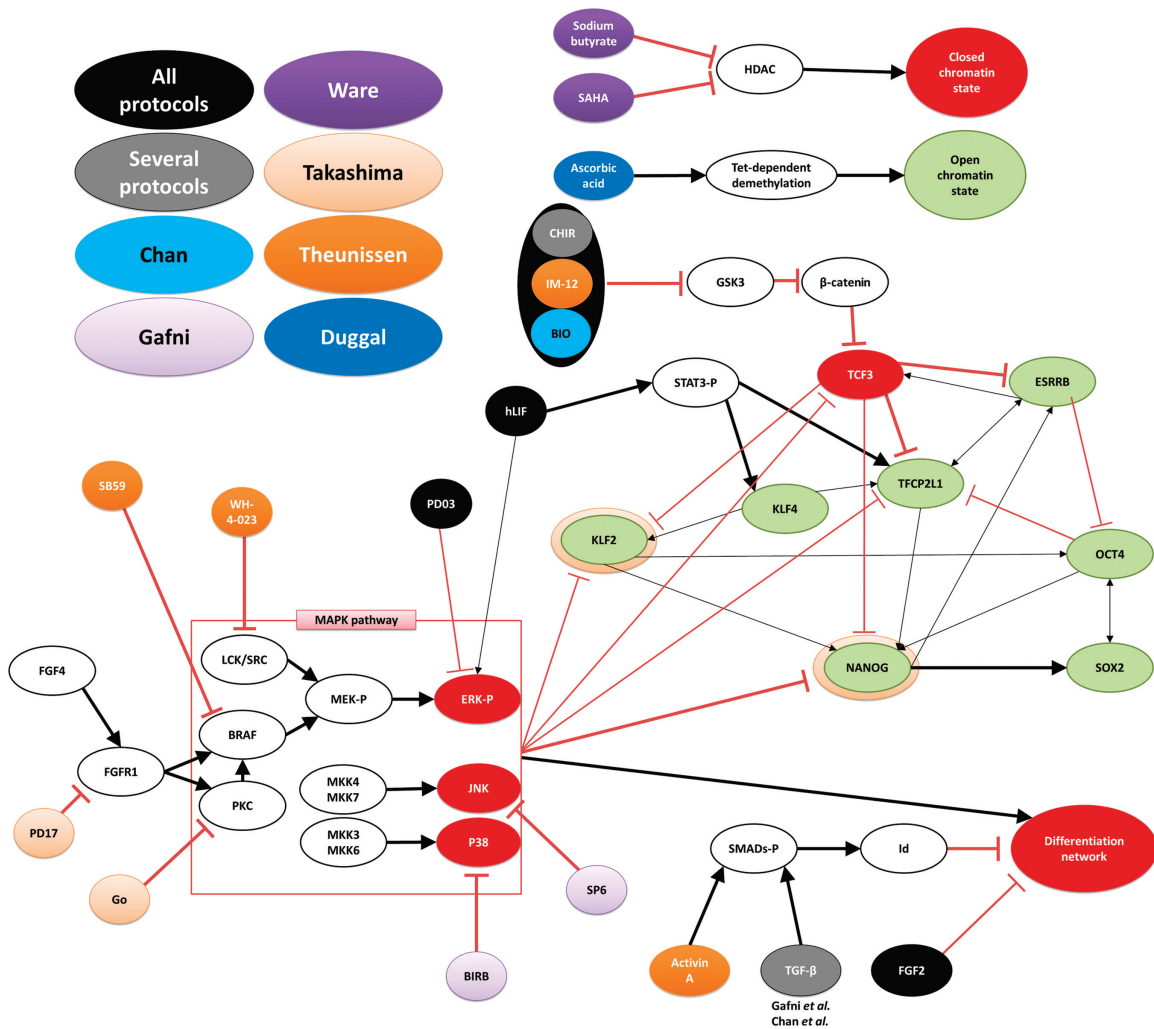 All
protocols
Ware
Several
protocols
Takashima
Chan
Theunissen
Gafni
Duggal
Sodium
butyrate
SAHA
HDAC
Closed
chromatin
state
Ascorbic
acid
Tet-dependent
demethylation
Open
chromatin
state
CHIR
IM-12
BIO
GSK3
β-catenin
hLIF
STAT3-P
TCF3
ESRRB
TFCP2L1
KLF4
KLF2
OCT4
NANOG
SOX2
SB59
WH-
4-023
PD03
MAPK pathway
LCK/SRC
FGF4
MEK-P
ERK-P
BRAF
FGFR1
PKC
MKK4
MKK7
JNK
MKK3
MKK6
P38
PD17
Go
SP6
BIRB
SMADs-P
Id
Differentiation
network
Activin
A
TGF-β
FGF2
Gafni et al.
Chan et al.